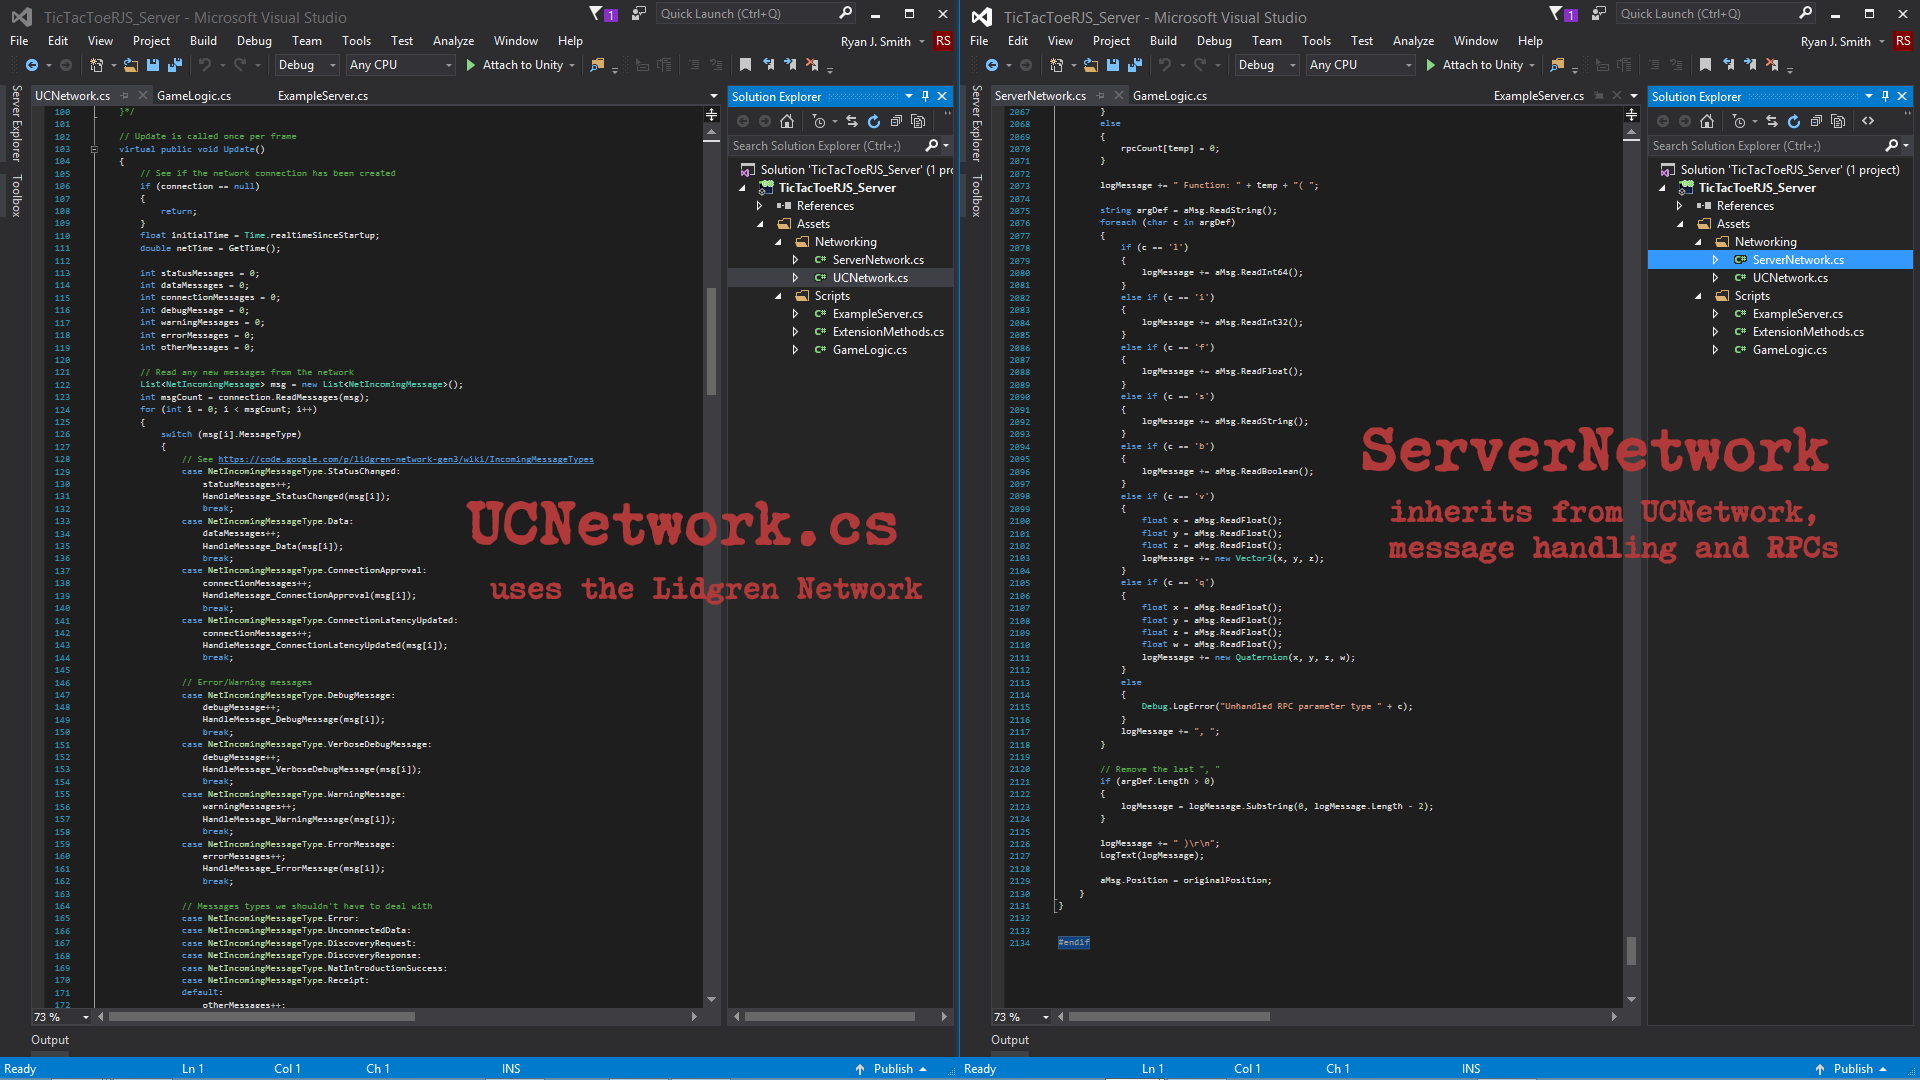 TicTacToeRJS_Server - Microsoft Visual Studio
1
Quick Launch (Ctrl+Q)
File Edit View Project Build Debug Team Tools Test Analyze Window Help
Ryan J. Smith RS
Debug Any CPU Attach to Unity
Server Explorer
Toolbox
UCNetwork.cs GameLogic.cs ExampleServer.cs
100 }*/
101
102 // Update is called once per frame
103 virtual public void Update()
104 {
105 // See if the network connection has been created
106 if (connection == null)
107 {
108 return;
109 }
110 float initialTime = Time.realtimeSinceStartup;
111 double netTime = GetTime();
112
113 int statusMessages = 0;
114 int dataMessages = 0;
115 int connectionMessages = 0;
116 int debugMessage = 0;
117 int warningMessages = 0;
118 int errorMessages = 0;
119 int otherMessages = 0;
120
121 // Read any new messages from the network
122 List<NetIncomingMessage> msg = new List<NetIncomingMessage>();
123 int msgCount = connection.ReadMessages(msg);
124 for (int i = 0; i < msgCount; i++)
125 {
126 switch (msg[i].MessageType)
127 {
128 // See https://code.google.com/p/lidgren-network-gen3/wiki/IncomingMessageTypes
129 case NetIncomingMessageType.StatusChanged:
130 statusMessages++;
131 HandleMessage_StatusChanged(msg[i]);
132 break;
133 case NetIncomingMessageType.Data:
134 dataMessages++;
135 HandleMessage_Data(msg[i]);
136 break;
137 case NetIncomingMessageType.ConnectionApproval:
138 connectionMessages++;
139 HandleMessage_ConnectionApproval(msg[i]);
140 break;
141 case NetIncomingMessageType.ConnectionLatencyUpdated:
142 connectionMessages++;
143 HandleMessage_ConnectionLatencyUpdated(msg[i]);
144 break;
145
146 // Error/Warning messages
147 case NetIncomingMessageType.DebugMessage:
148 debugMessage++;
149 HandleMessage_DebugMessage(msg[i]);
150 break;
151 case NetIncomingMessageType.VerboseDebugMessage:
152 debugMessage++;
153 HandleMessage_VerboseDebugMessage(msg[i]);
154 break;
155 case NetIncomingMessageType.WarningMessage:
156 warningMessages++;
157 HandleMessage_WarningMessage(msg[i]);
158 break;
159 case NetIncomingMessageType.ErrorMessage:
160 errorMessages++;
161 HandleMessage_ErrorMessage(msg[i]);
162 break;
163
164 // Messages types we shouldn't have to deal with
165 case NetIncomingMessageType.Error:
166 case NetIncomingMessageType.UnconnectedData:
167 case NetIncomingMessageType.DiscoveryRequest:
168 case NetIncomingMessageType.DiscoveryResponse:
169 case NetIncomingMessageType.NatIntroductionSuccess:
170 case NetIncomingMessageType.Receipt:
171 default:
172 otherMessages++;
UCNetwork.cs
uses the Lidgren Network
73 %
Solution Explorer
Search Solution Explorer (Ctrl+;)
Solution 'TicTacToeRJS_Server' (1 pro
TicTacToeRJS_Server
References
Assets
Networking
C# ServerNetwork.cs
C# UCNetwork.cs
Scripts
C# ExampleServer.cs
C# ExtensionMethods.cs
C# GameLogic.cs
Output
Ready Ln 1 Col 1 Ch 1 INS Publish
TicTacToeRJS_Server - Microsoft Visual Studio
1
Quick Launch (Ctrl+Q)
File Edit View Project Build Debug Team Tools Test Analyze Window Help
Ryan J. Smith RS
Debug Any CPU Attach to Unity
Server Explorer
Toolbox
ServerNetwork.cs GameLogic.cs ExampleServer.cs
2067 }
2068 else
2069 {
2070 rpcCount[temp] = 0;
2071 }
2072
2073 logMessage += " Function: " + temp + "( ";
2074
2075 string argDef = aMsg.ReadString();
2076 foreach (char c in argDef)
2077 {
2078 if (c == 'l')
2079 {
2080 logMessage += aMsg.ReadInt64();
2081 }
2082 else if (c == 'i')
2083 {
2084 logMessage += aMsg.ReadInt32();
2085 }
2086 else if (c == 'f')
2087 {
2088 logMessage += aMsg.ReadFloat();
2089 }
2090 else if (c == 's')
2091 {
2092 logMessage += aMsg.ReadString();
2093 }
2094 else if (c == 'b')
2095 {
2096 logMessage += aMsg.ReadBoolean();
2097 }
2098 else if (c == 'v')
2099 {
2100 float x = aMsg.ReadFloat();
2101 float y = aMsg.ReadFloat();
2102 float z = aMsg.ReadFloat();
2103 logMessage += new Vector3(x, y, z);
2104 }
2105 else if (c == 'q')
2106 {
2107 float x = aMsg.ReadFloat();
2108 float y = aMsg.ReadFloat();
2109 float z = aMsg.ReadFloat();
2110 float w = aMsg.ReadFloat();
2111 logMessage += new Quaternion(x, y, z, w);
2112 }
2113 else
2114 {
2115 Debug.LogError("Unhandled RPC parameter type " + c);
2116 }
2117 logMessage += ", ";
2118 }
2119
2120 // Remove the last ", "
2121 if (argDef.Length > 0)
2122 {
2123 logMessage = logMessage.Substring(0, logMessage.Length - 2);
2124 }
2125
2126 logMessage += " )\r\n";
2127 LogText(logMessage);
2128
2129 aMsg.Position = originalPosition;
2130 }
2131 }
2132
2133
2134 #endif
ServerNetwork
inherits from UCNetwork,
message handling and RPCs
73 %
Solution Explorer
Search Solution Explorer (Ctrl+;)
Solution 'TicTacToeRJS_Server' (1 project)
TicTacToeRJS_Server
References
Assets
Networking
C# ServerNetwork.cs
C# UCNetwork.cs
Scripts
C# ExampleServer.cs
C# ExtensionMethods.cs
C# GameLogic.cs
Output
Ready Ln 1 Col 1 Ch 1 INS Publish